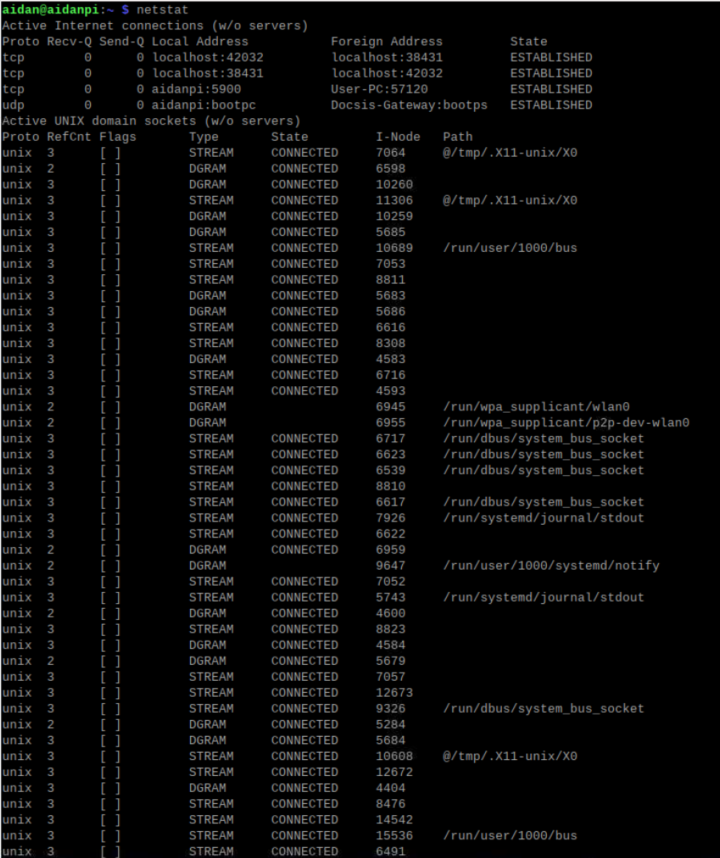 aidan@aidanpi:~ $ netstat
Active Internet connections (w/o servers)
Proto Recv-Q Send-Q Local Address           Foreign Address         State
tcp        0      0 localhost:42032         localhost:38431         ESTABLISHED
tcp        0      0 localhost:38431         localhost:42032         ESTABLISHED
tcp        0      0 aidanpi:5900            User-PC:57120           ESTABLISHED
udp        0      0 aidanpi:bootpc          Docsis-Gateway:bootps   ESTABLISHED
Active UNIX domain sockets (w/o servers)
Proto RefCnt Flags       Type       State         I-Node   Path
unix  3      [ ]         STREAM     CONNECTED     7064     @/tmp/.X11-unix/X0
unix  2      [ ]         DGRAM      CONNECTED     6598
unix  3      [ ]         DGRAM      CONNECTED     10260
unix  3      [ ]         STREAM     CONNECTED     11306    @/tmp/.X11-unix/X0
unix  3      [ ]         DGRAM      CONNECTED     10259
unix  3      [ ]         DGRAM      CONNECTED     5685
unix  3      [ ]         STREAM     CONNECTED     10689    /run/user/1000/bus
unix  3      [ ]         STREAM     CONNECTED     7053
unix  3      [ ]         STREAM     CONNECTED     8811
unix  3      [ ]         DGRAM      CONNECTED     5683
unix  3      [ ]         DGRAM      CONNECTED     5686
unix  3      [ ]         STREAM     CONNECTED     6616
unix  3      [ ]         STREAM     CONNECTED     8308
unix  3      [ ]         DGRAM      CONNECTED     4583
unix  3      [ ]         STREAM     CONNECTED     6716
unix  3      [ ]         STREAM     CONNECTED     4593
unix  2      [ ]         DGRAM                    6945     /run/wpa_supplicant/wlan0
unix  2      [ ]         DGRAM                    6955     /run/wpa_supplicant/p2p-dev-wlan0
unix  3      [ ]         STREAM     CONNECTED     6717     /run/dbus/system_bus_socket
unix  3      [ ]         STREAM     CONNECTED     6623     /run/dbus/system_bus_socket
unix  3      [ ]         STREAM     CONNECTED     6539     /run/dbus/system_bus_socket
unix  3      [ ]         STREAM     CONNECTED     8810
unix  3      [ ]         STREAM     CONNECTED     6617     /run/dbus/system_bus_socket
unix  3      [ ]         STREAM     CONNECTED     7926     /run/systemd/journal/stdout
unix  3      [ ]         STREAM     CONNECTED     6622
unix  2      [ ]         DGRAM      CONNECTED     6959
unix  2      [ ]         DGRAM                    9647     /run/user/1000/systemd/notify
unix  3      [ ]         STREAM     CONNECTED     7052
unix  3      [ ]         STREAM     CONNECTED     5743     /run/systemd/journal/stdout
unix  2      [ ]         DGRAM      CONNECTED     4600
unix  3      [ ]         STREAM     CONNECTED     8823
unix  3      [ ]         DGRAM      CONNECTED     4584
unix  2      [ ]         DGRAM      CONNECTED     5679
unix  3      [ ]         STREAM     CONNECTED     7057
unix  3      [ ]         STREAM     CONNECTED     12673
unix  3      [ ]         STREAM     CONNECTED     9326     /run/dbus/system_bus_socket
unix  2      [ ]         DGRAM      CONNECTED     5284
unix  3      [ ]         DGRAM      CONNECTED     5684
unix  3      [ ]         STREAM     CONNECTED     10608    @/tmp/.X11-unix/X0
unix  3      [ ]         STREAM     CONNECTED     12672
unix  3      [ ]         DGRAM      CONNECTED     4404
unix  3      [ ]         STREAM     CONNECTED     8476
unix  3      [ ]         STREAM     CONNECTED     14542
unix  3      [ ]         STREAM     CONNECTED     15536    /run/user/1000/bus
unix  3      [ ]         STREAM     CONNECTED     6491